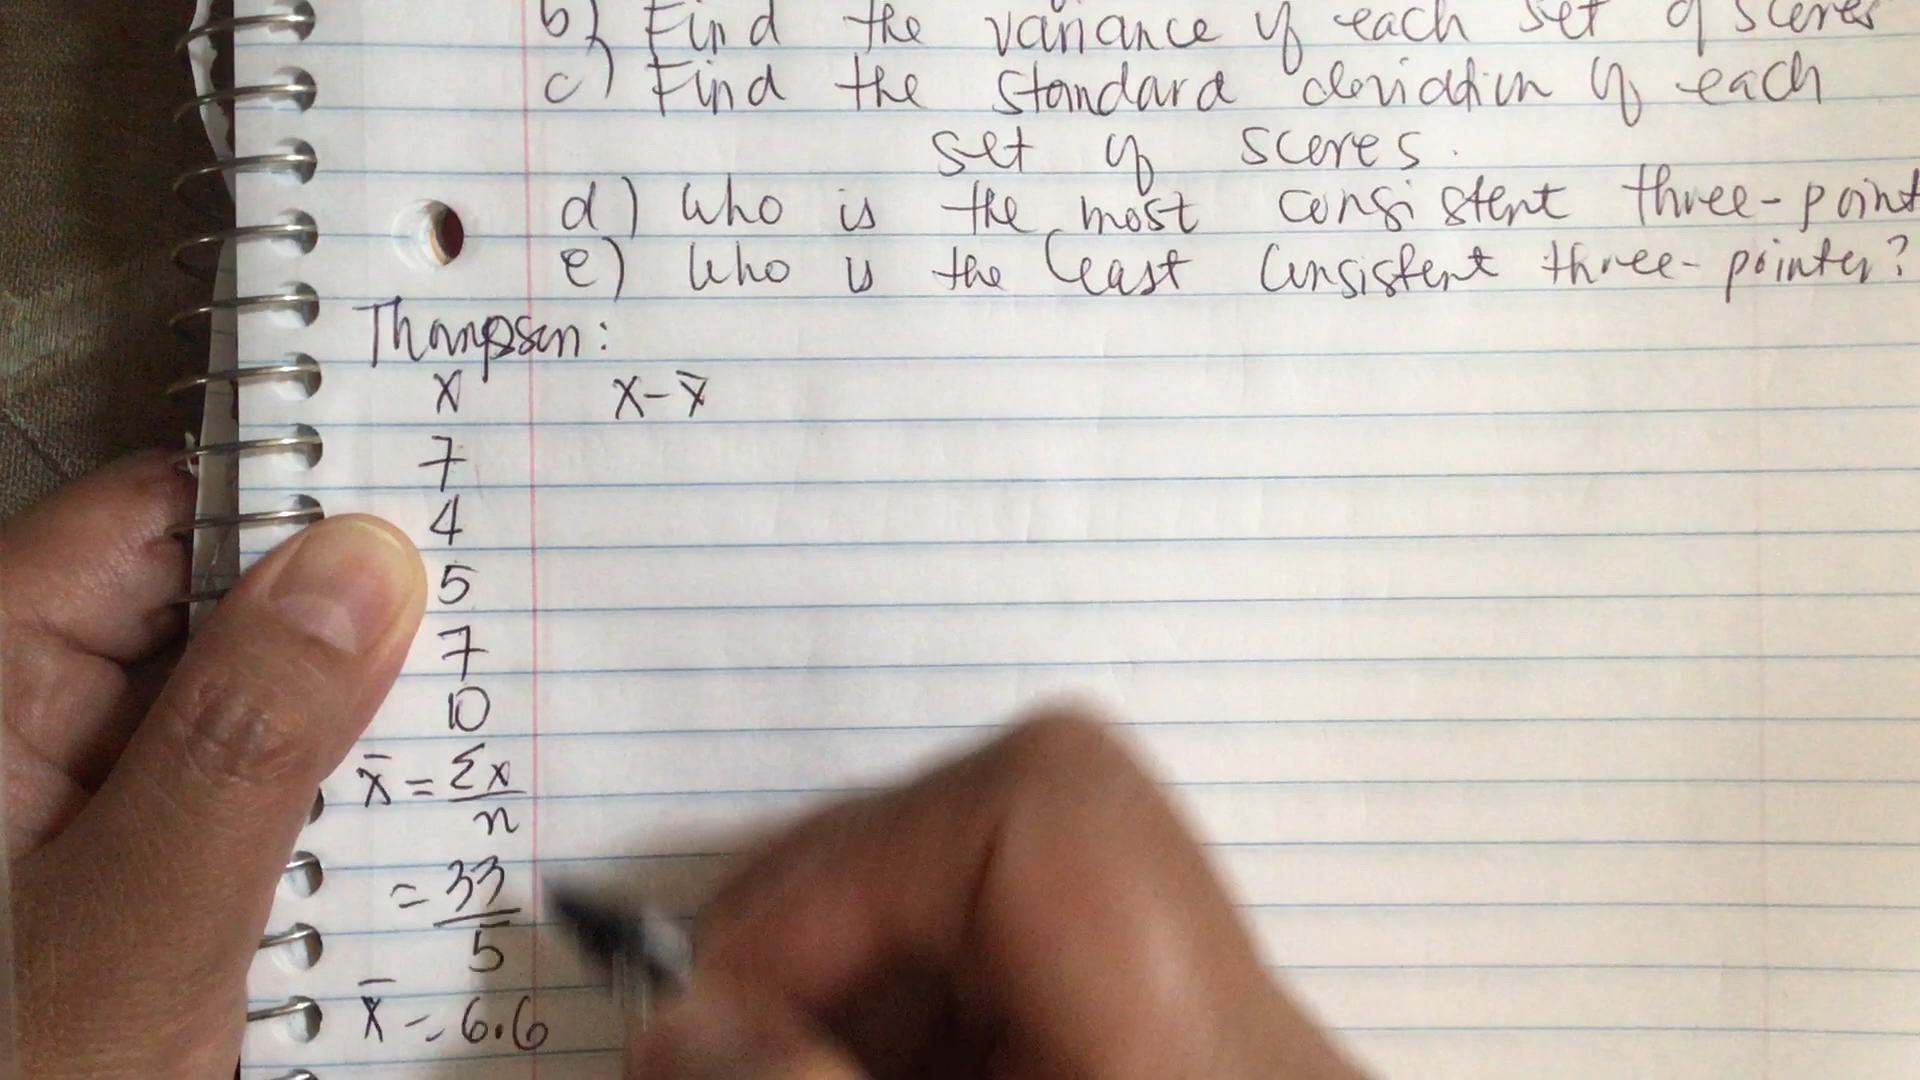 b) Find the variance of each set of scores
c) Find the standard deviation of each
set of scores.
d) Who is the most consistent three-point
e) Who is the least consistent three-pointer?
Thompson:
X X-X̄
7
4
5
7
10
X̄ = Σx
n
= 33
5
X̄ = 6.6